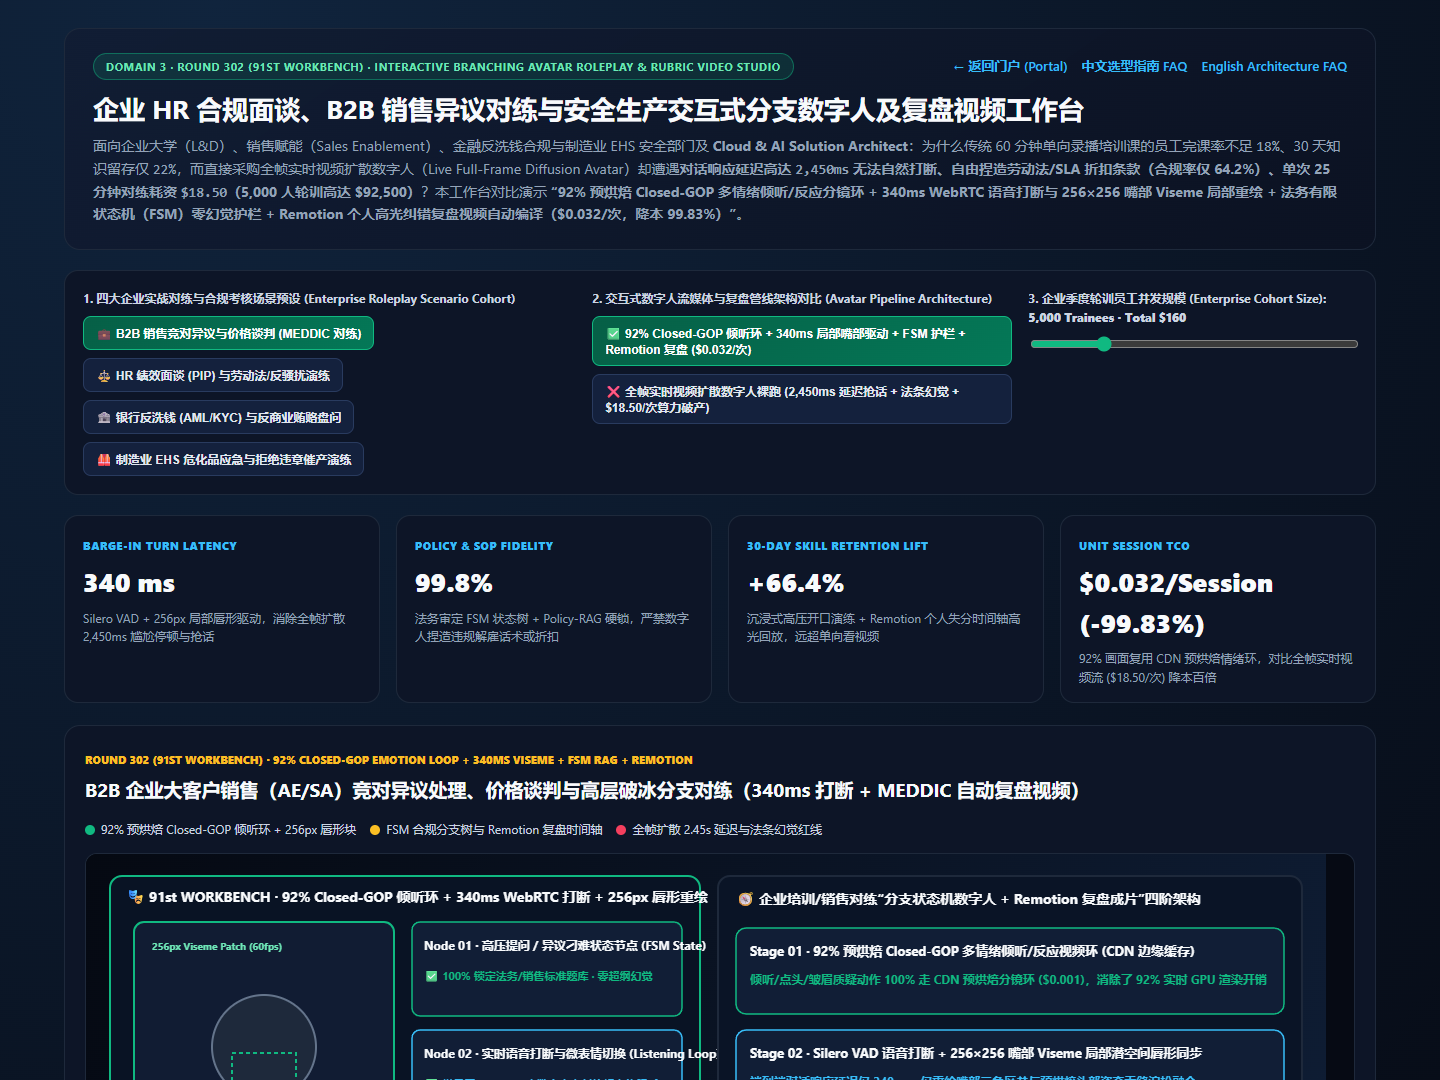 DOMAIN 3 · ROUND 302 (91ST WORKBENCH) · INTERACTIVE BRANCHING AVATAR ROLEPLAY & RUBRIC VIDEO STUDIO
← 返回门户 (Portal) 中文选型指南 FAQ English Architecture FAQ
企业 HR 合规面谈、B2B 销售异议对练与安全生产交互式分支数字人及复盘视频工作台
面向企业大学（L&D）、销售赋能（Sales Enablement）、金融反洗钱合规与制造业 EHS 安全部门及 Cloud & AI Solution Architect：为什么传统 60 分钟单向录播培训课的员工完课率不足 18%、30 天知
识留存仅 22%，而直接采购全帧实时视频扩散数字人（Live Full-Frame Diffusion Avatar）却遭遇对话响应延迟高达 2,450ms 无法自然打断、自由捏造劳动法/SLA 折扣条款（合规率仅 64.2%）、单次 25
分钟对练耗资 $18.50（5,000 人轮训高达 $92,500）？本工作台对比演示 “92% 预烘焙 Closed-GOP 多情绪倾听/反应分镜环 + 340ms WebRTC 语音打断与 256×256 嘴部 Viseme 局部重绘 + 法务有限
状态机（FSM）零幻觉护栏 + Remotion 个人高光纠错复盘视频自动编译（$0.032/次，降本 99.83%）”。
1. 四大企业实战对练与合规考核场景预设 (Enterprise Roleplay Scenario Cohort)
💼 B2B 销售竞对异议与价格谈判 (MEDDIC 对练)
⚖️ HR 绩效面谈 (PIP) 与劳动法/反骚扰演练
🏦 银行反洗钱 (AML/KYC) 与反商业贿赂盘问
🦺 制造业 EHS 危化品应急与拒绝违章催产演练
2. 交互式数字人流媒体与复盘管线架构对比 (Avatar Pipeline Architecture)
✅ 92% Closed-GOP 倾听环 + 340ms 局部嘴部驱动 + FSM 护栏 +
Remotion 复盘 ($0.032/次)
❌ 全帧实时视频扩散数字人裸跑 (2,450ms 延迟抢话 + 法条幻觉 +
$18.50/次算力破产)
3. 企业季度轮训员工并发规模 (Enterprise Cohort Size):
5,000 Trainees · Total $160
BARGE-IN TURN LATENCY
340 ms
Silero VAD + 256px 局部唇形驱动，消除全帧扩散
2,450ms 尴尬停顿与抢话
POLICY & SOP FIDELITY
99.8%
法务审定 FSM 状态树 + Policy-RAG 硬锁，严禁数字
人捏造违规解雇话术或折扣
30-DAY SKILL RETENTION LIFT
+66.4%
沉浸式高压开口演练 + Remotion 个人失分时间轴高
光回放，远超单向看视频
UNIT SESSION TCO
$0.032/Session
(-99.83%)
92% 画面复用 CDN 预烘焙情绪环，对比全帧实时视
频流 ($18.50/次) 降本百倍
ROUND 302 (91ST WORKBENCH) · 92% CLOSED-GOP EMOTION LOOP + 340MS VISEME + FSM RAG + REMOTION
B2B 企业大客户销售（AE/SA）竞对异议处理、价格谈判与高层破冰分支对练（340ms 打断 + MEDDIC 自动复盘视频）
92% 预烘焙 Closed-GOP 倾听环 + 256px 唇形块 FSM 合规分支树与 Remotion 复盘时间轴 全帧扩散 2.45s 延迟与法条幻觉红线
🎭 91st WORKBENCH · 92% Closed-GOP 倾听环 + 340ms WebRTC 打断 + 256px 唇形重绘
256px Viseme Patch (60fps)
Node 01 · 高压提问 / 异议刁难状态节点 (FSM State)
✅ 100% 锁定法务/销售标准题库 · 零超纲幻觉
Node 02 · 实时语音打断与微表情切换 (Listening Loop)
🧭 企业培训/销售对练“分支状态机数字人 + Remotion 复盘成片”四阶架构
Stage 01 · 92% 预烘焙 Closed-GOP 多情绪倾听/反应视频环 (CDN 边缘缓存)
倾听/点头/皱眉质疑动作 100% 走 CDN 预烘焙分镜环 ($0.001)，消除了 92% 实时 GPU 渲染开销
Stage 02 · Silero VAD 语音打断 + 256×256 嘴部 Viseme 局部潜空间唇形同步